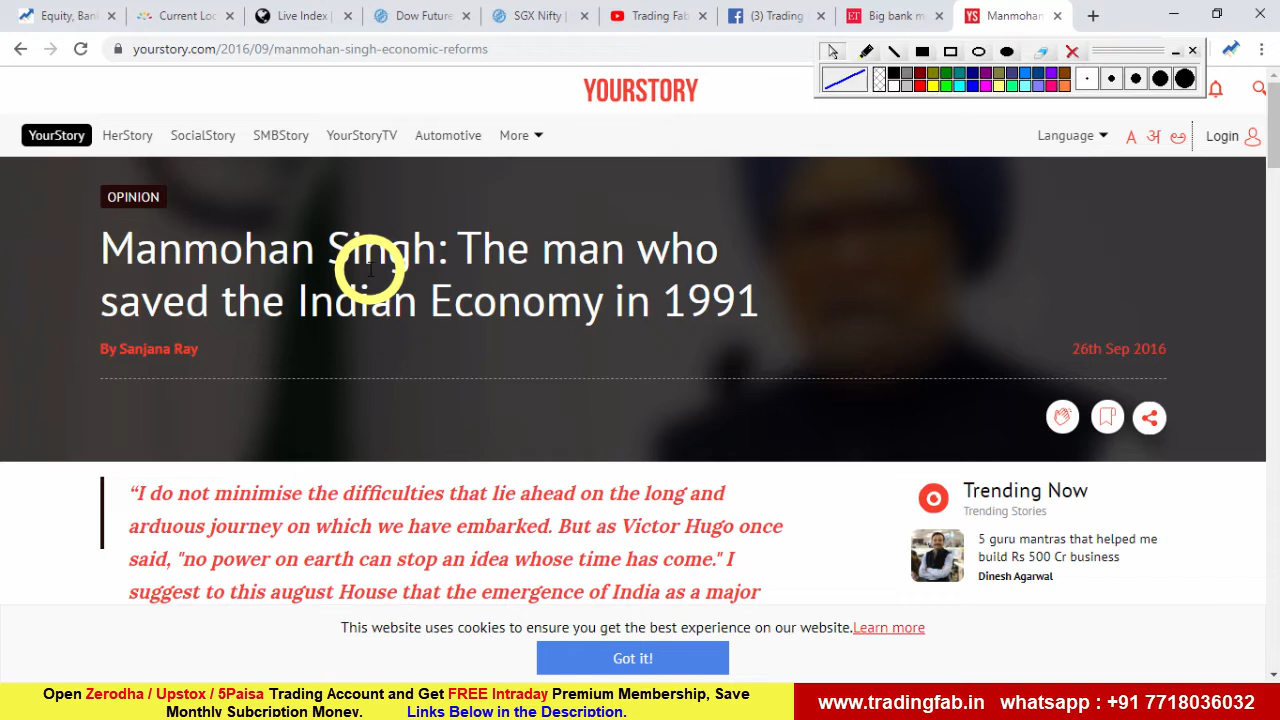 Equity, Ban
Current Loc
Live Index |
Dow Future
SGX Nifty |
Trading Fab
(3) Trading
Big bank m
Manmohan
yourstory.com/2016/09/manmohan-singh-economic-reforms
YOURSTORY
YourStory HerStory SocialStory SMBStory YourStoryTV Automotive More
Language A अ ಅ Login
OPINION
Manmohan Singh: The man who
saved the Indian Economy in 1991
By Sanjana Ray
26th Sep 2016
“I do not minimise the difficulties that lie ahead on the long and
arduous journey on which we have embarked. But as Victor Hugo once
said, "no power on earth can stop an idea whose time has come." I
suggest to this august House that the emergence of India as a major
Trending Now
Trending Stories
5 guru mantras that helped me
build Rs 500 Cr business
Dinesh Agarwal
This website uses cookies to ensure you get the best experience on our website.Learn more
Got it!
Open Zerodha / Upstox / 5Paisa Trading Account and Get FREE Intraday Premium Membership, Save
Monthly Subcription Money. Links Below in the Description.
www.tradingfab.in whatsapp : +91 7718036032